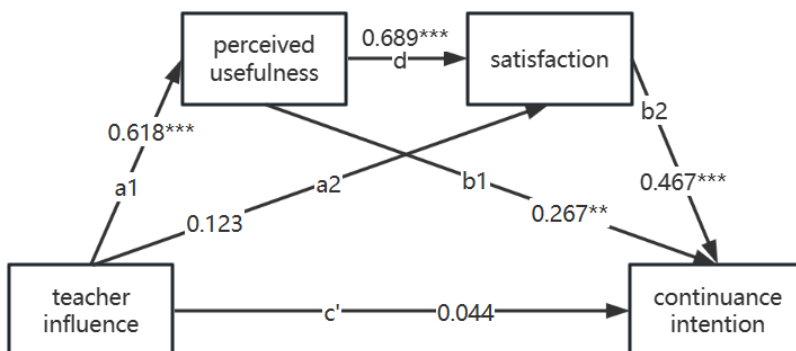 perceived
usefulness
0.689***
d
satisfaction
b2
0.618***
a1
a2
b1
0.467***
0.123
0.267**
teacher
influence
c'
0.044
continuance
intention